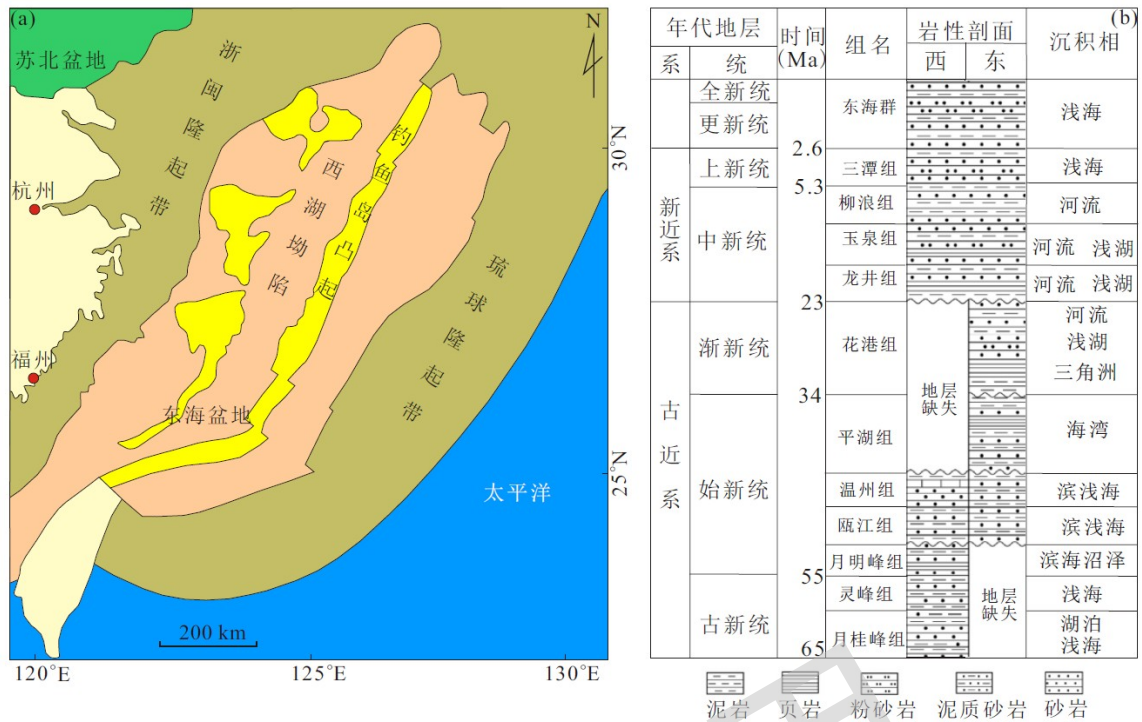 (a)
N
苏北盆地
浙闽隆起带
钓鱼岛凸起
30°N
西湖坳陷
杭州
琉球隆起带
福州
东海盆地
25°N
太平洋
200 km
120°E
125°E
130°E
(b)
年代地层 时间(Ma) 组名 岩性剖面 沉积相
系 统 西 东
全新统 东海群 浅海
更新统
2.6
上新统 三潭组 浅海
5.3
新近系 中新统 柳浪组 河流
玉泉组 河流 浅湖
龙井组 河流 浅湖
23
渐新统 花港组 河流
浅湖
三角洲
地层缺失
34
古近系 始新统 平湖组 海湾
温州组 滨浅海
瓯江组 滨浅海
月明峰组 滨海沼泽
55
古新统 灵峰组 地层缺失 浅海
月桂峰组 湖泊
浅海
65
泥岩 页岩 粉砂岩 泥质砂岩 砂岩